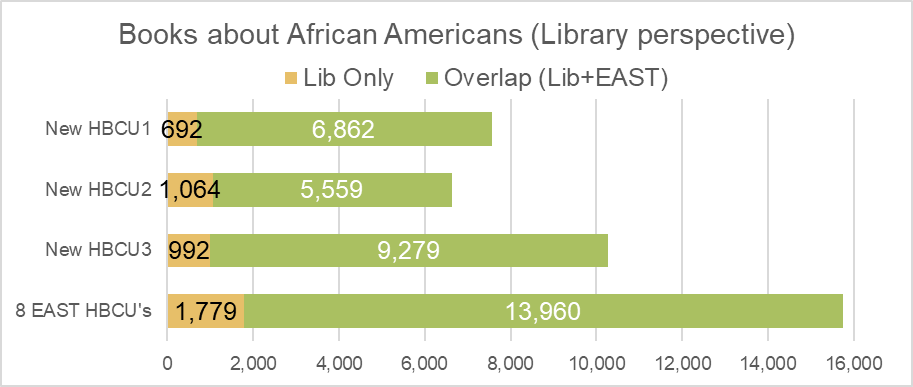 Books about African Americans (Library perspective)
Lib Only Overlap (Lib+EAST)
New HBCU1 692 6,862
New HBCU2 1,064 5,559
New HBCU3 992 9,279
8 EAST HBCU's 1,779 13,960
0 2,000 4,000 6,000 8,000 10,000 12,000 14,000 16,000